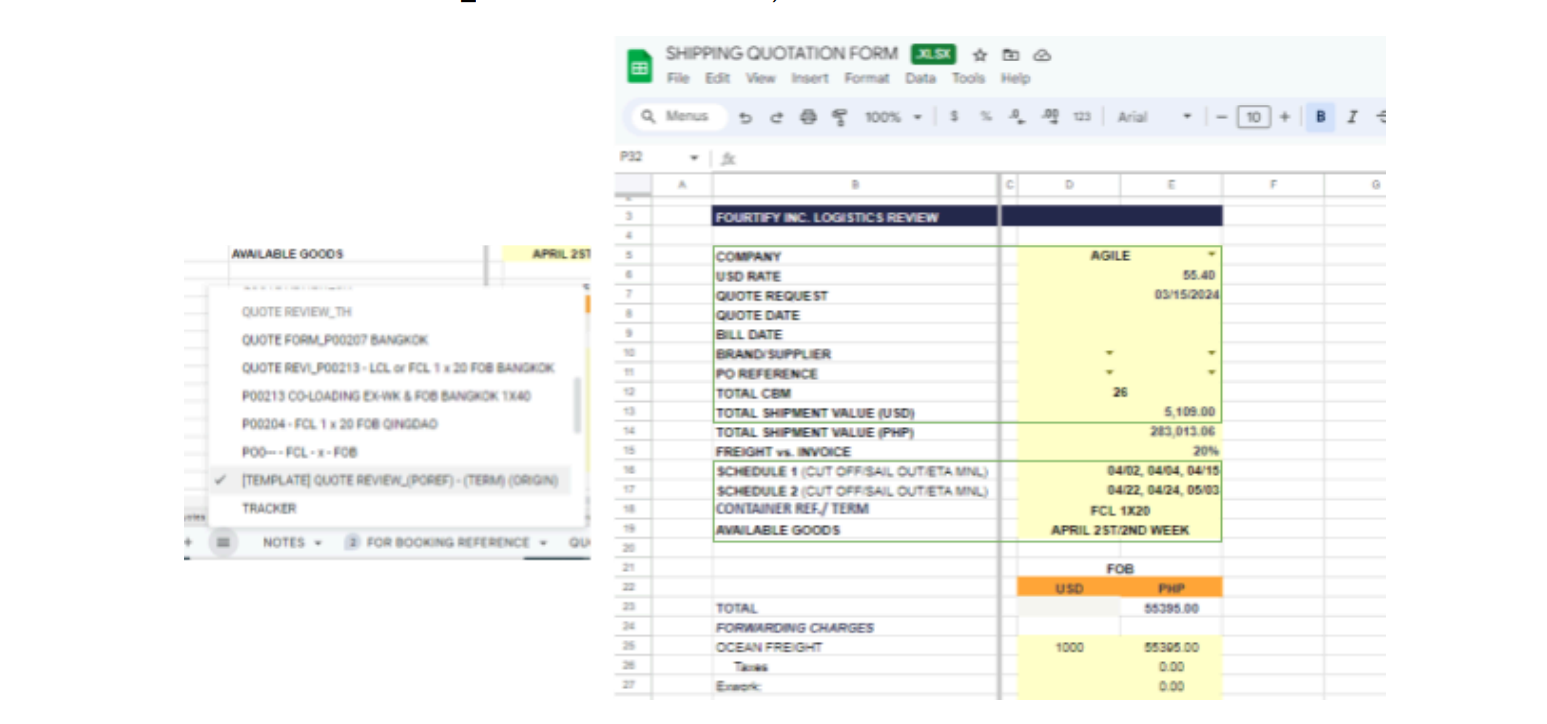 AVAILABLE GOODS
APRIL 2ST
QUOTE REVIEW_TH
QUOTE FORM_P00207 BANGKOK
QUOTE REVI_P00213 - LCL or FCL 1 x 20 FOB BANGKOK
P00213 CO-LOADING EX-WK & FOB BANGKOK 1X40
P00204 - FCL 1 x 20 FOB QINGDAO
P00--- FCL - x - FOB
[TEMPLATE] QUOTE REVIEW_(POREF) - (TERM) (ORIGIN)
TRACKER
+ NOTES 2 FOR BOOKING REFERENCE QU
SHIPPING QUOTATION FORM .XLSX
File Edit View Insert Format Data Tools Help
Menus 100% $ % .0 .00 123 Arial − 10 + B I
P32 fx
A B C D E F G
3 FOURTIFY INC. LOGISTICS REVIEW
4
5 COMPANY AGILE
6 USD RATE 55.40
7 QUOTE REQUEST 03/15/2024
8 QUOTE DATE
9 BILL DATE
10 BRAND/SUPPLIER
11 PO REFERENCE
12 TOTAL CBM 26
13 TOTAL SHIPMENT VALUE (USD) 5,109.00
14 TOTAL SHIPMENT VALUE (PHP) 283,013.06
15 FREIGHT vs. INVOICE 20%
16 SCHEDULE 1 (CUT OFF/SAIL OUT/ETA MNL) 04/02, 04/04, 04/15
17 SCHEDULE 2 (CUT OFF/SAIL OUT/ETA MNL) 04/22, 04/24, 05/03
18 CONTAINER REF./ TERM FCL 1X20
19 AVAILABLE GOODS APRIL 2ST/2ND WEEK
20
21 FOB
22 USD PHP
23 TOTAL 55395.00
24 FORWARDING CHARGES
25 OCEAN FREIGHT 1000 55395.00
26 Taxes 0.00
27 Exwork: 0.00